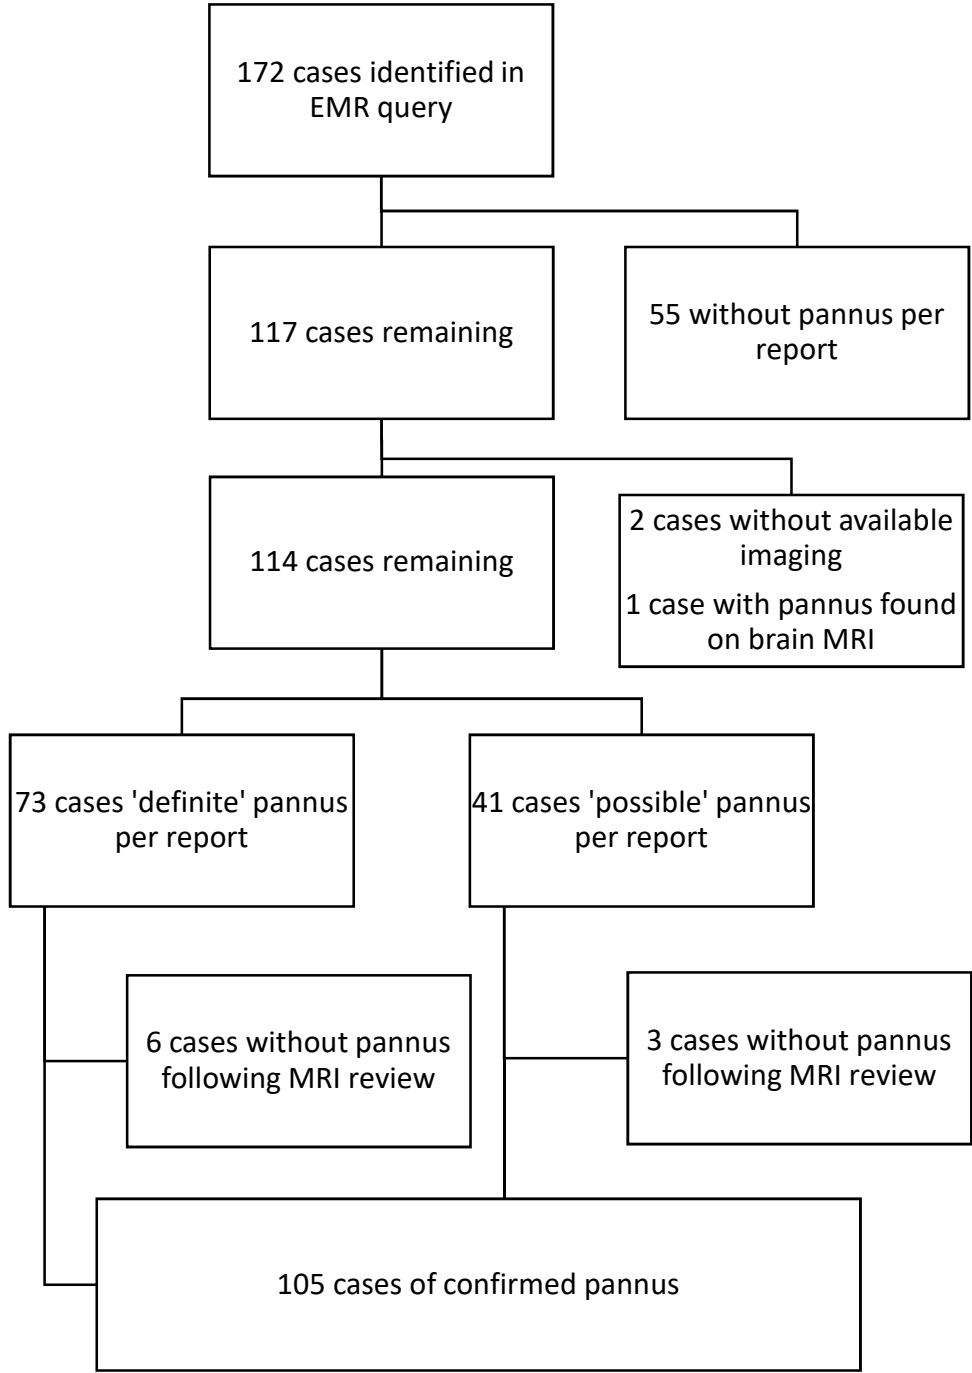 172 cases identified in
EMR query
117 cases remaining
55 without pannus per
report
114 cases remaining
2 cases without available
imaging
1 case with pannus found
on brain MRI
73 cases 'definite' pannus
per report
41 cases 'possible' pannus
per report
6 cases without pannus
following MRI review
3 cases without pannus
following MRI review
105 cases of confirmed pannus